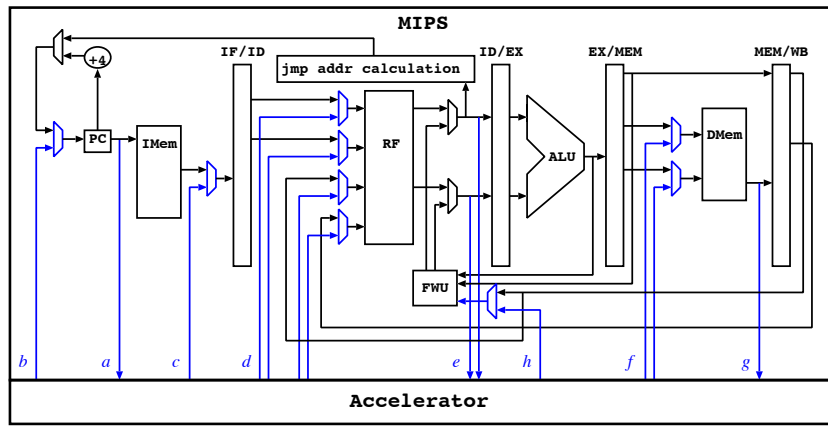 MIPS
IF/ID ID/EX EX/MEM MEM/WB
+4
jmp addr calculation
PC
IMem
RF
ALU
DMem
FWU
b a c d e h f g
Accelerator